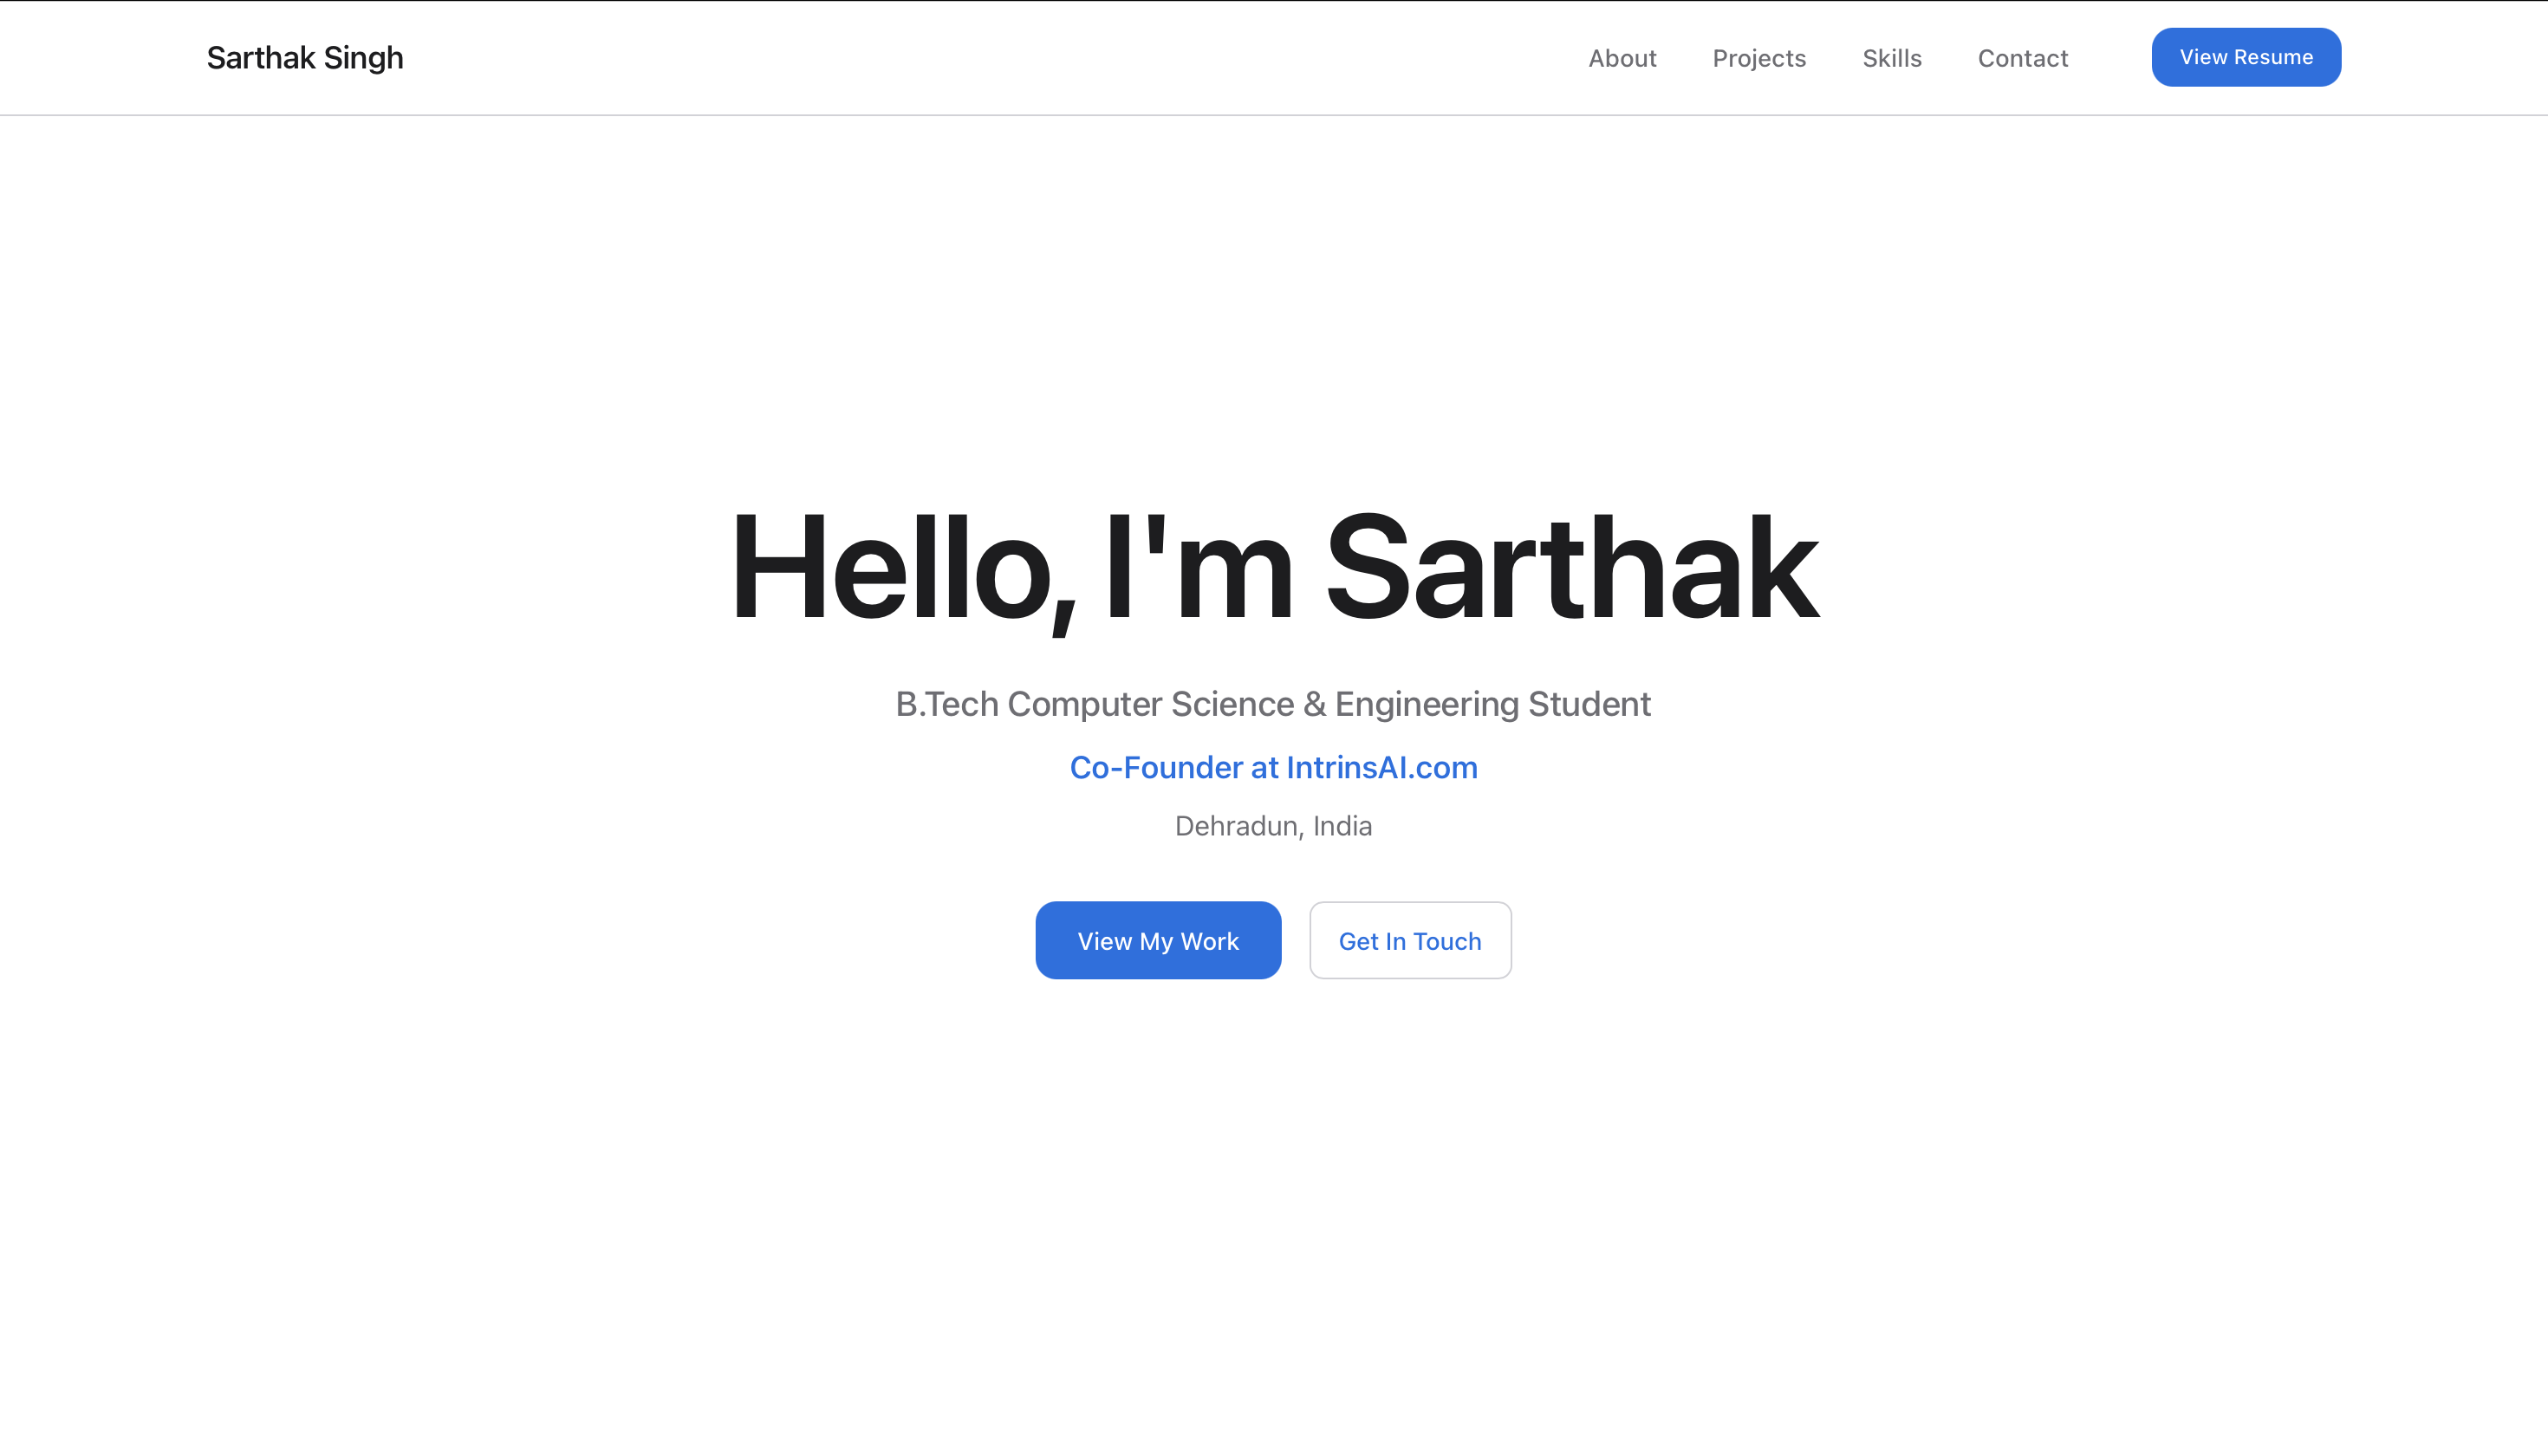 Sarthak Singh
About
Projects
Skills
Contact
View Resume
Hello, I'm Sarthak
B.Tech Computer Science & Engineering Student
Co-Founder at IntrinsAI.com
Dehradun, India
View My Work
Get In Touch